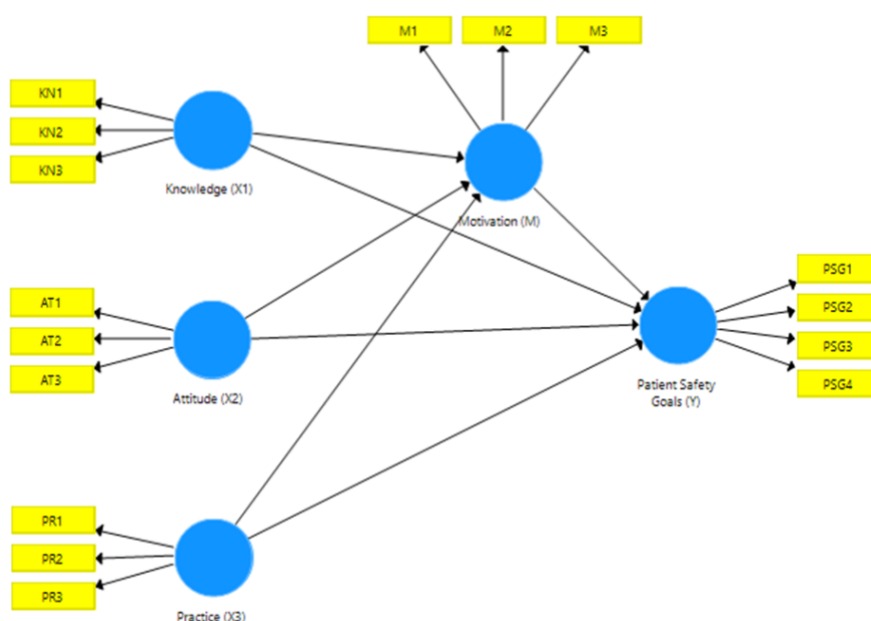 M1
M2
M3
KN1
KN2
KN3
Knowledge (X1)
Motivation (M)
AT1
AT2
AT3
Attitude (X2)
PSG1
PSG2
PSG3
PSG4
Patient Safety
Goals (Y)
PR1
PR2
PR3
Practice (X3)